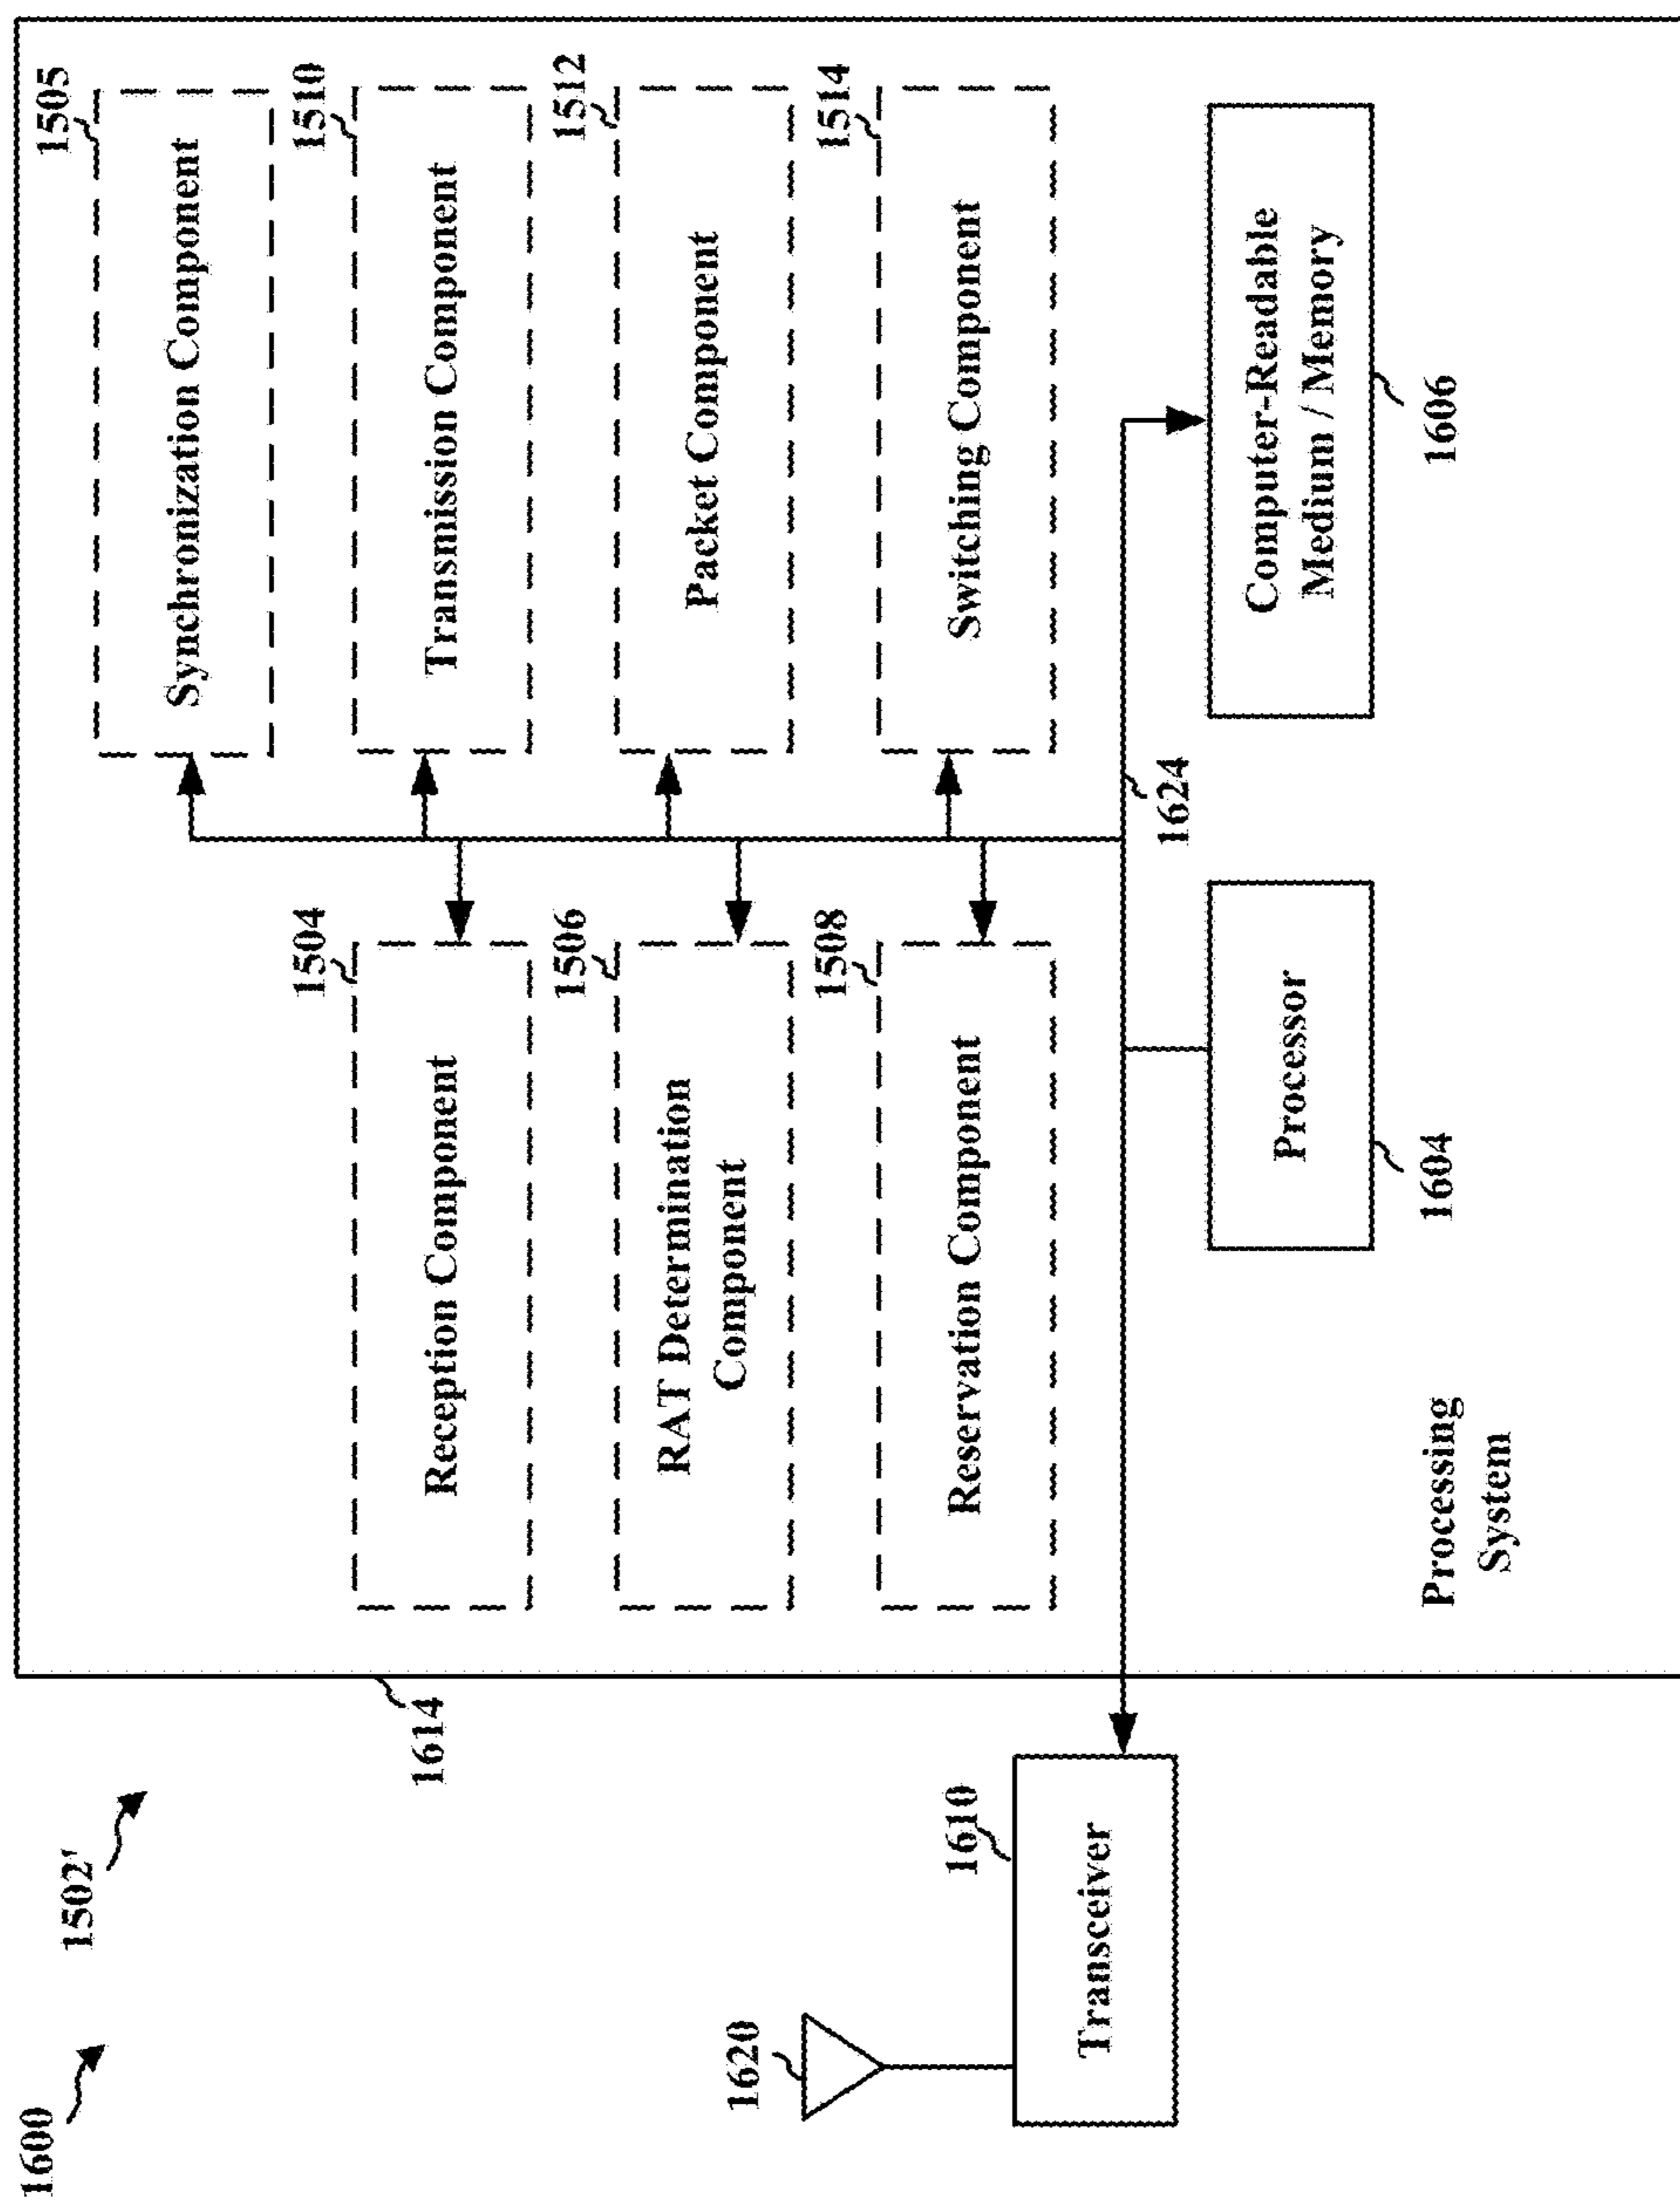 1600
1502'
1614
1505
Synchronization Component
1504
Reception Component
1510
Transmission Component
1506
RAT Determination
Component
1512
Packet Component
1508
Reservation Component
1514
Switching Component
1620
1610
Transceiver
1624
Processor
1604
Computer-Readable
Medium / Memory
1606
Processing
System